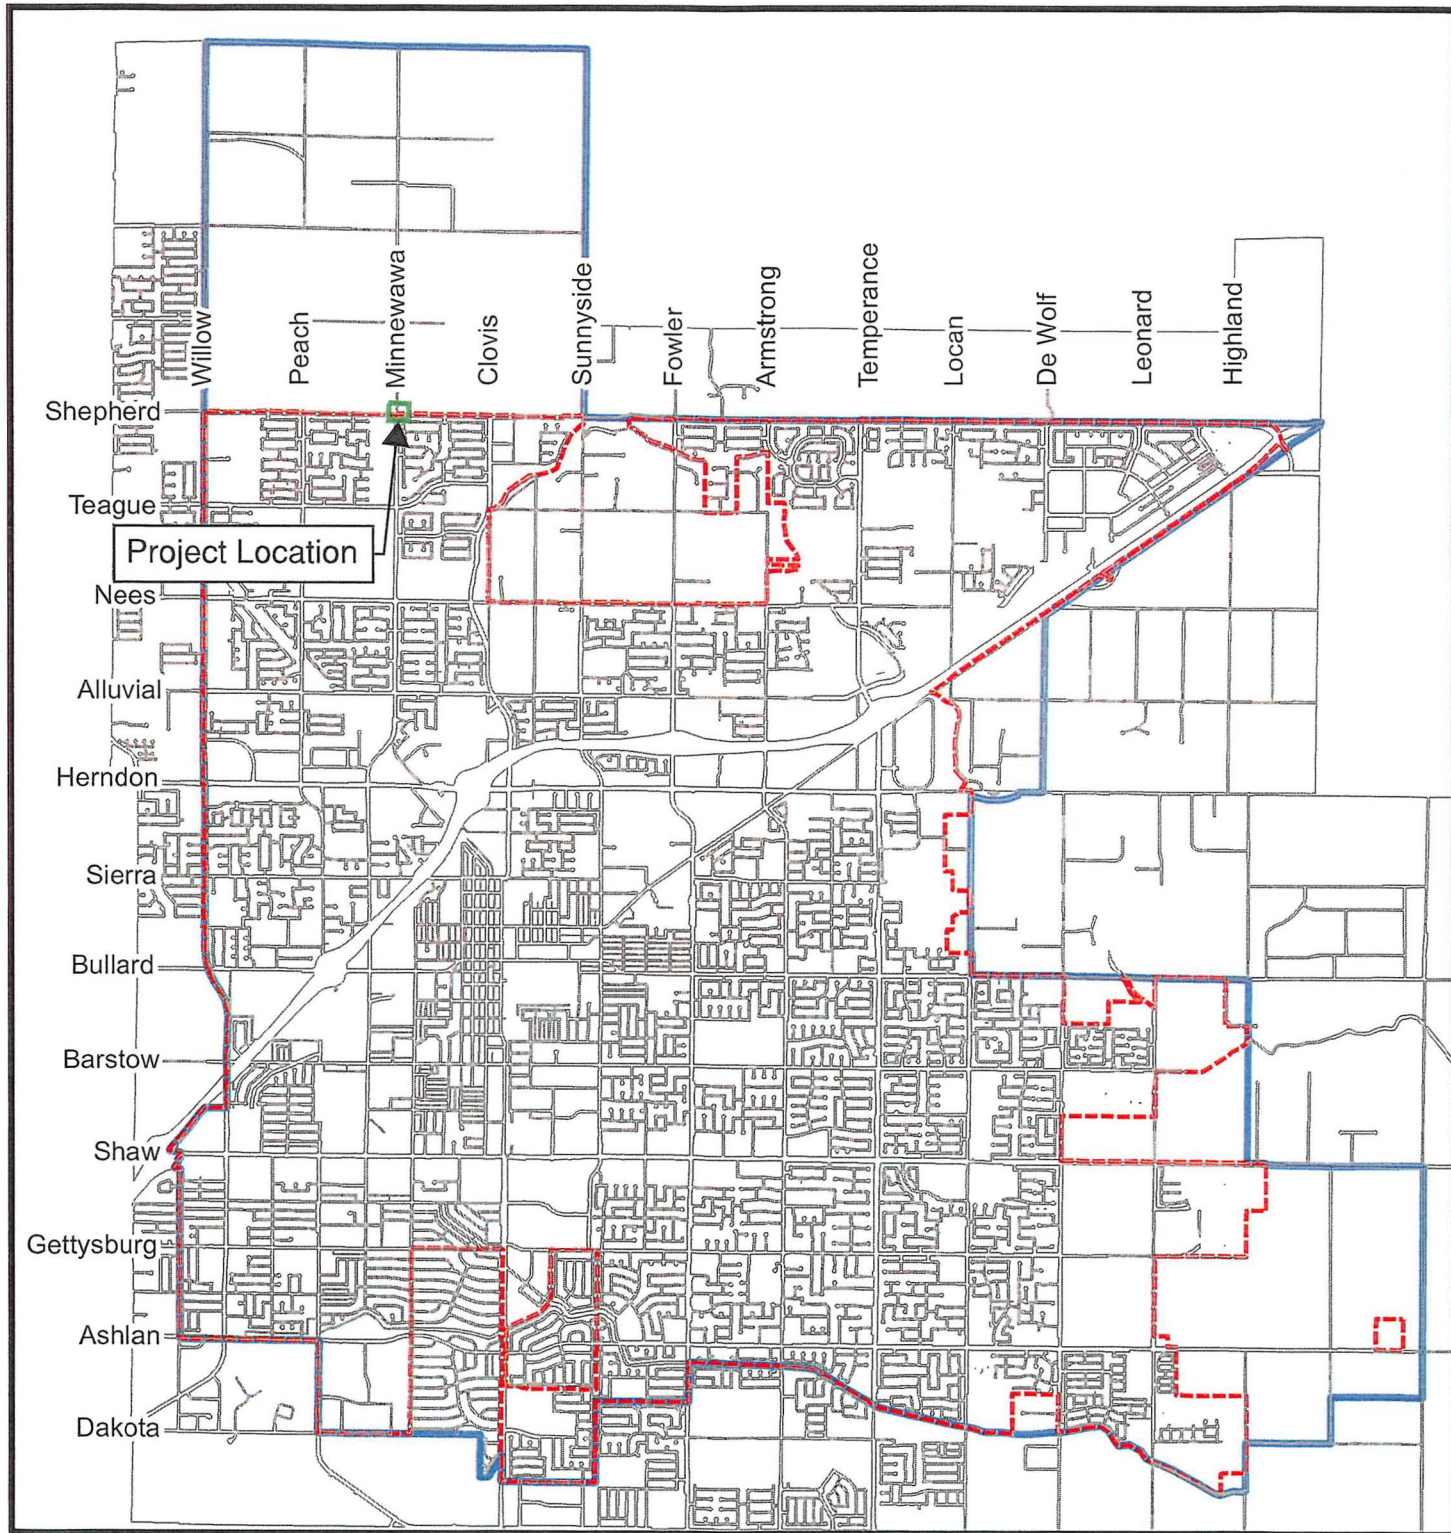 Willow
Peach
Minnewawa
Clovis
Sunnyside
Fowler
Armstrong
Temperance
Locan
De Wolf
Leonard
Highland
Shepherd
Teague
Project Location
Nees
Alluvial
Herndon
Sierra
Bullard
Barstow
Shaw
Gettysburg
Ashlan
Dakota